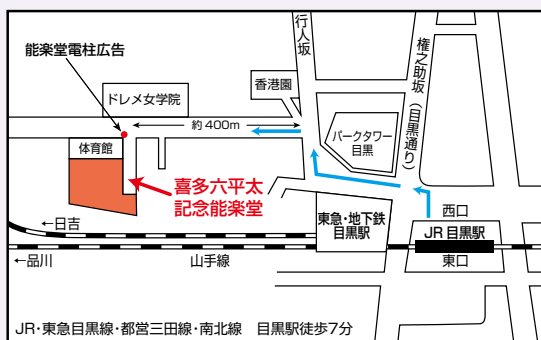 能楽堂電柱広告
ドレメ女学院
香港園
行人坂
権之助坂（目黒通り）
約400m
体育館
パークタワー
目黒
喜多六平太
記念能楽堂
←日吉
東急・地下鉄
目黒駅
西口
JR 目黒駅
←品川
山手線
東口
JR・東急目黒線・都営三田線・南北線　目黒駅徒歩7分